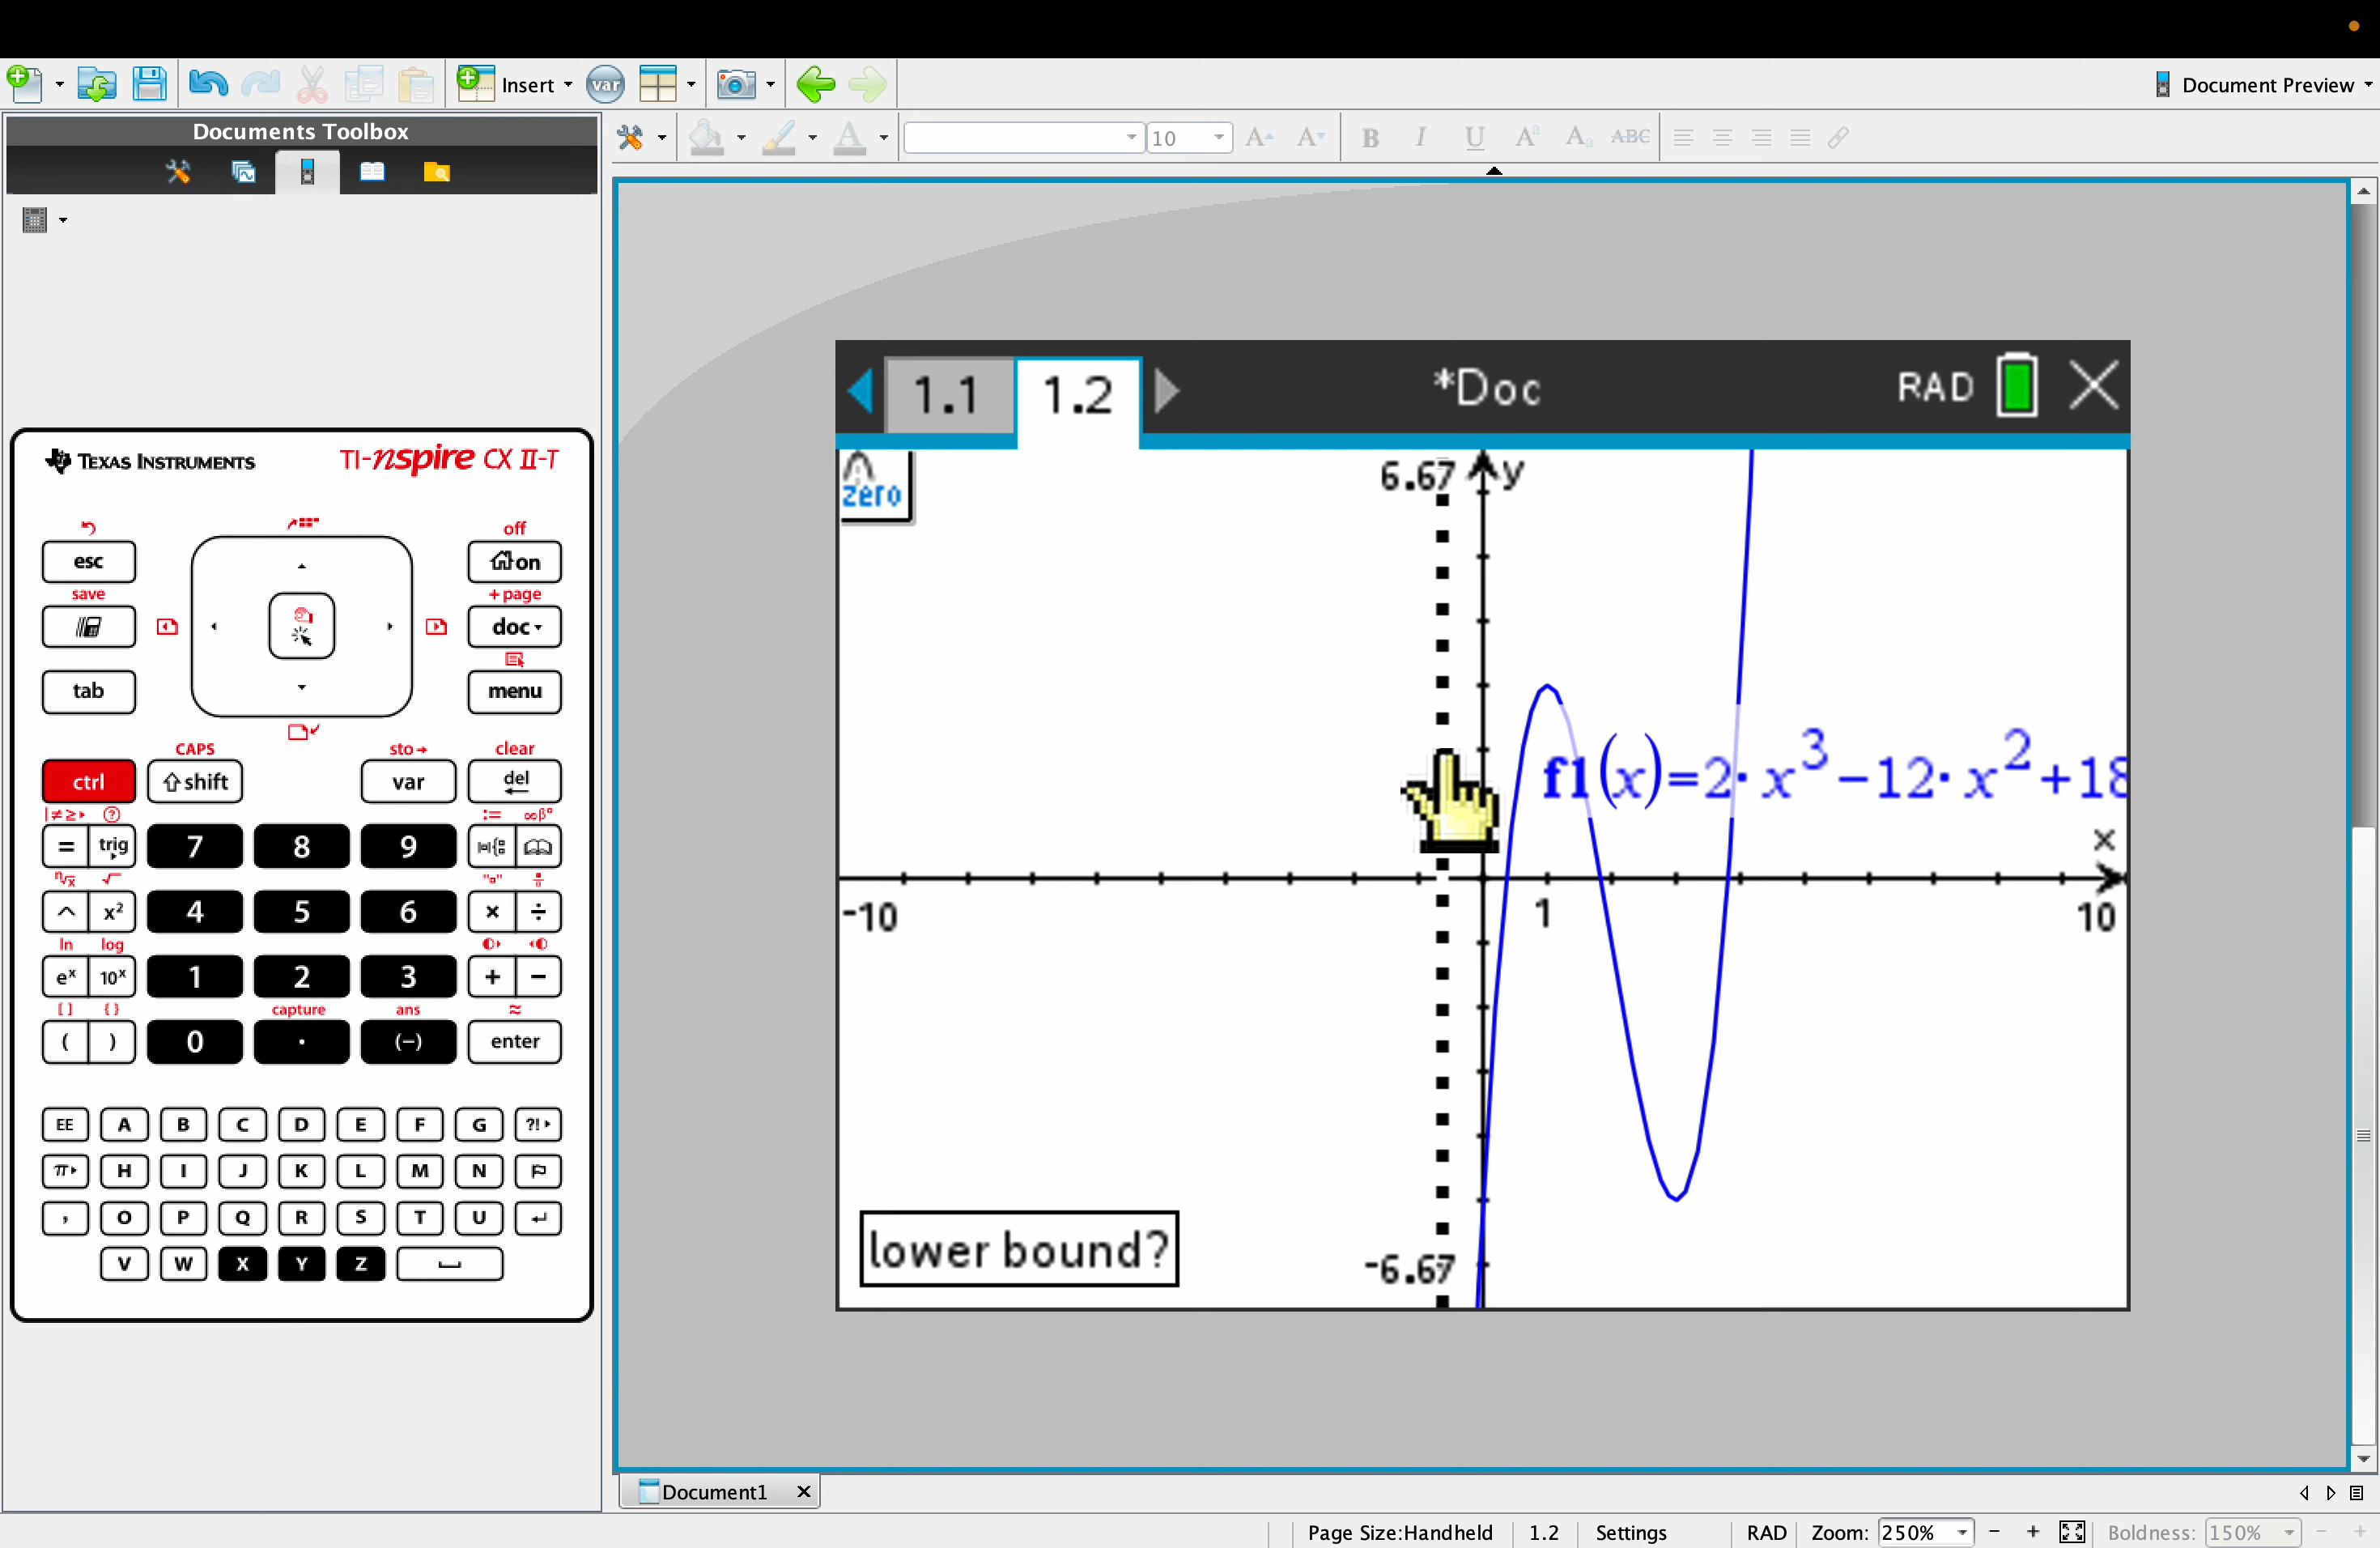 Insert
var
Document Preview
Documents Toolbox
10
B I U A^a A_a ABC
1.1 1.2 *Doc RAD
zero
6.67 y
f1(x)=2·x³−12·x²+18
x
-10 1 10
lower bound?
-6.67
TEXAS INSTRUMENTS TI-nspire CX II-T
off
esc on
save + page
doc
tab menu
CAPS sto→ clear
ctrl shift var del
|≠≥▸ ? := ∞β°
= trig 7 8 9
ⁿ√x √ "▫"
^ x² 4 5 6 × ÷
ln log
eˣ 10ˣ 1 2 3 + −
[ ] { } capture ans ≈
( ) 0 . (−) enter
EE A B C D E F G ?!▸
π▸ H I J K L M N
, O P Q R S T U
V W X Y Z
Document1
Page Size:Handheld 1.2 Settings RAD Zoom: 250% − + Boldness: 150% − +